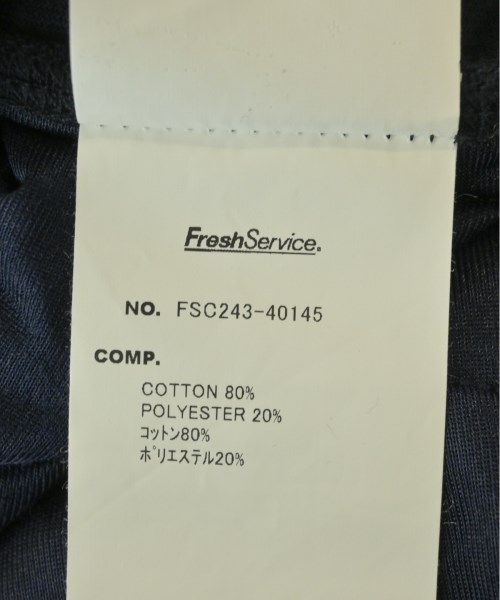 FreshService.
NO. FSC243-40145
COMP.
COTTON 80%
POLYESTER 20%
ｺｯﾄﾝ80%
ﾎﾟﾘｴｽﾃﾙ20%